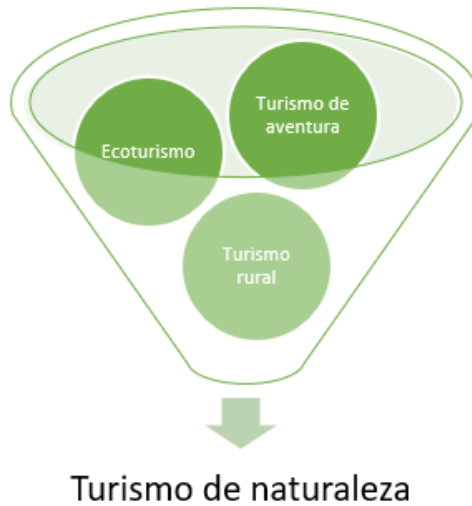 Turismo de
aventura
Ecoturismo
Turismo
rural
Turismo de naturaleza